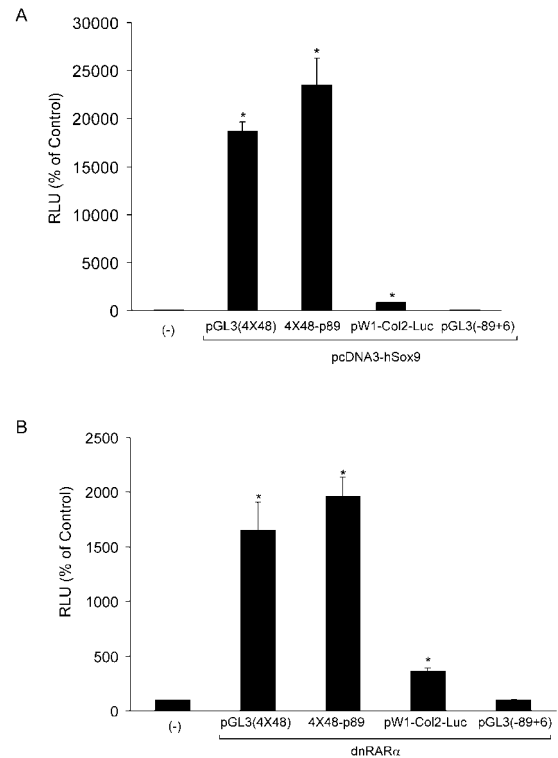 A
RLU (% of Control)
30000
25000
20000
15000
10000
5000
0
*
*
*
(-)
pGL3(4X48)
4X48-p89
pW1-Col2-Luc
pGL3(-89+6)
pcDNA3-hSox9
B
RLU (% of Control)
2500
2000
1500
1000
500
0
*
*
*
(-)
pGL3(4X48)
4X48-p89
pW1-Col2-Luc
pGL3(-89+6)
dnRARα